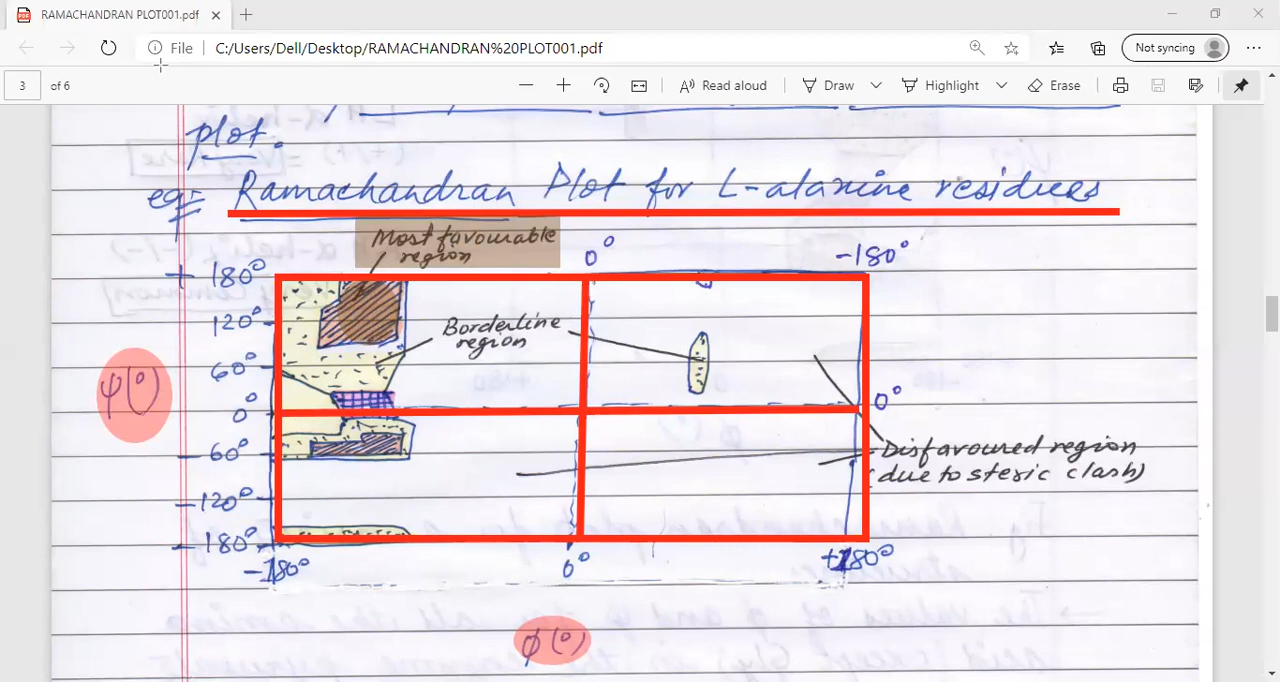 RAMACHANDRAN PLOT001.pdf
File
C:/Users/Dell/Desktop/RAMACHANDRAN%20PLOT001.pdf
Not syncing
3 of 6
Read aloud
Draw
Highlight
Erase
plot.
eg:- Ramachandran Plot for L-alanine residues
Most favourable
region
0°
-180°
+ 180°
120°
Borderline
region
60°
ψ(°)
0°
0°
-60°
Disfavoured region
(due to steric clash)
-120°
-180°
-180°
0°
+180°
φ(°)